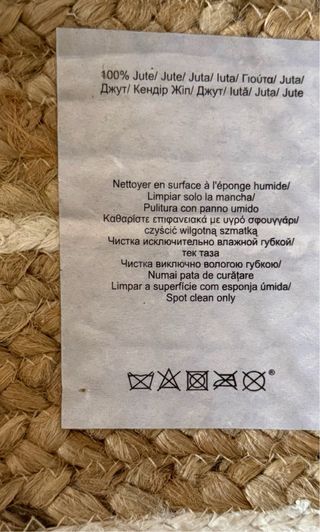 100% Jute/ Jute/ Juta/ Iuta/ Γιούτα/ Juta/
Джут/ Кендір Жіп/ Джут/ Iută/ Juta/ Jute
Nettoyer en surface à l'éponge humide/
Limpiar solo la mancha/
Pulitura con panno umido
Καθαρίστε επιφανειακά με υγρό σφουγγάρι/
czyścić wilgotną szmatką
Чистка исключительно влажной губкой/
тек таза
Чистка виключно вологою губкою/
Numai pata de curățare
Limpar a superfície com esponja úmida/
Spot clean only
®